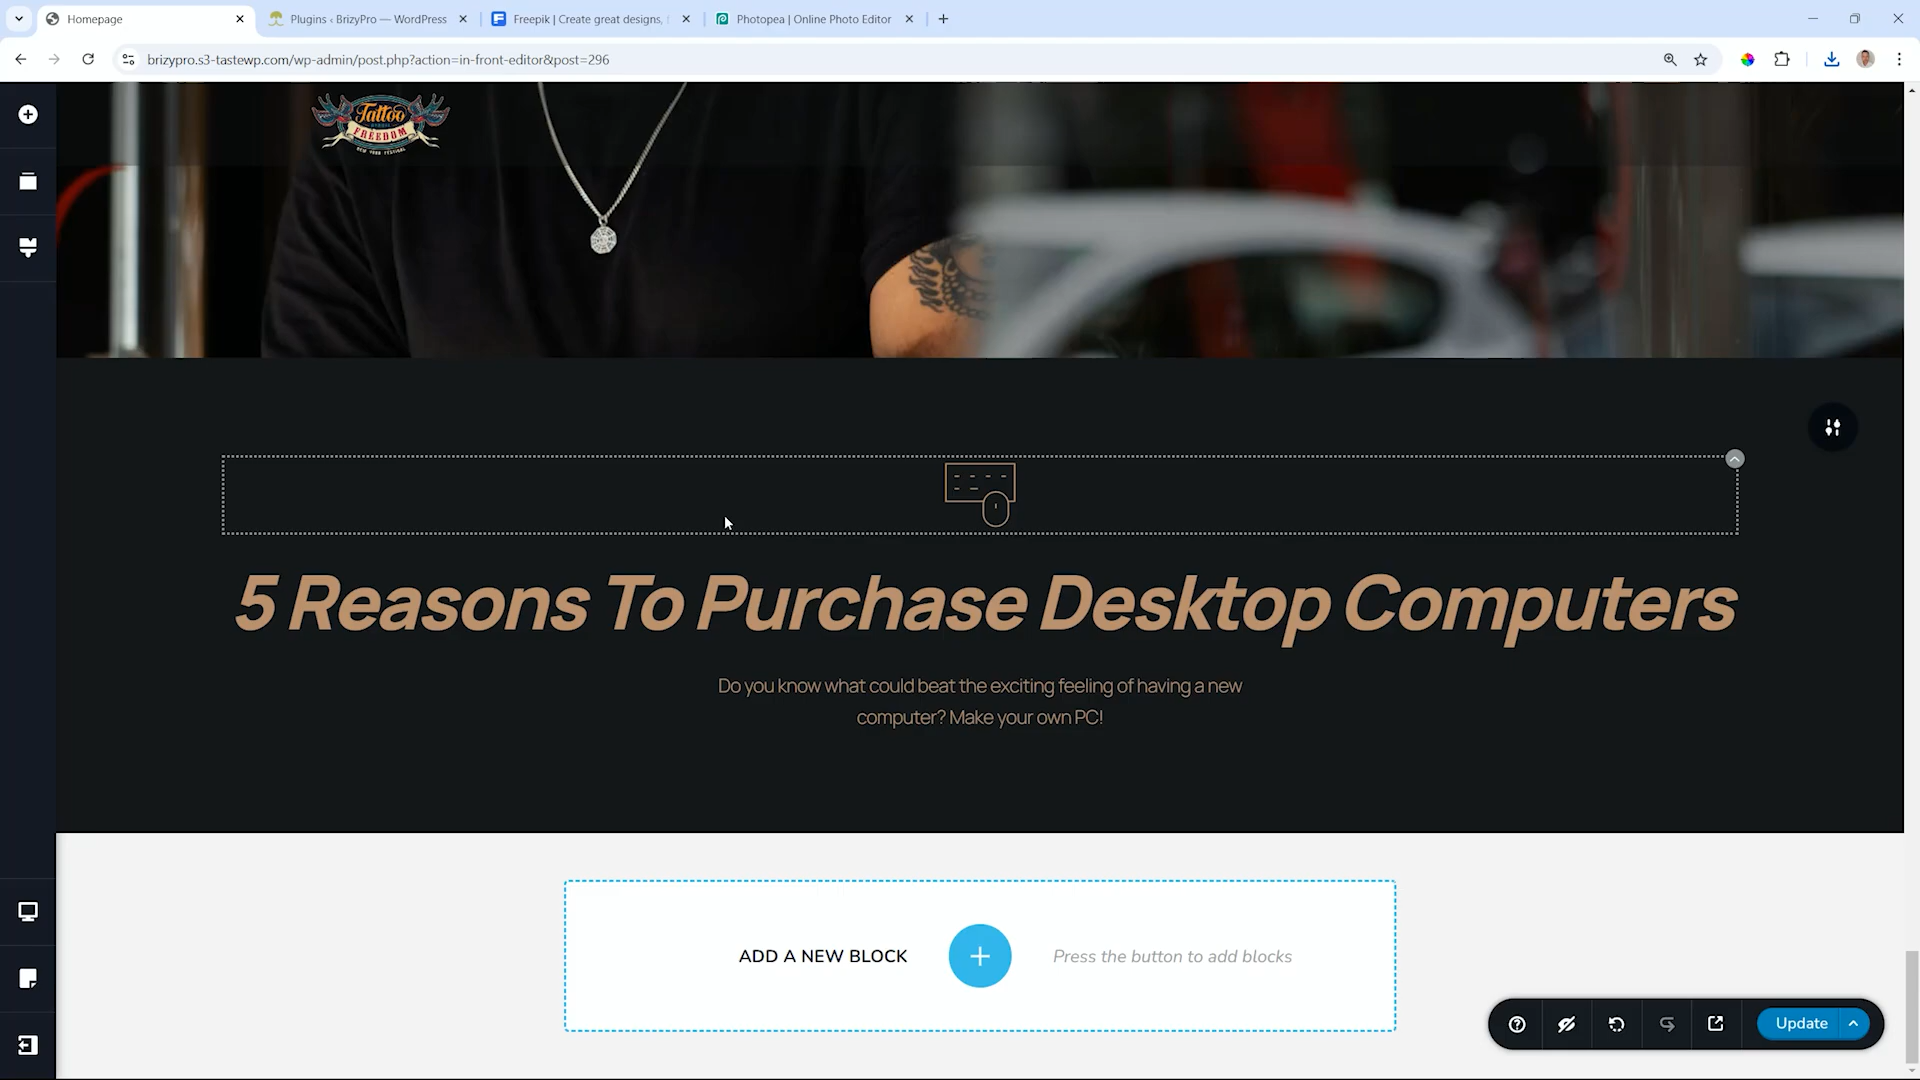 Homepage
Plugins ‹ BrizyPro — WordPress
Freepik | Create great designs,
Photopea | Online Photo Editor
brizypro.s3-tastewp.com/wp-admin/post.php?action=in-front-editor&post=296
Tattoo
FREEDOM
NEW YORK FESTIVAL
5 Reasons To Purchase Desktop Computers
Do you know what could beat the exciting feeling of having a new
computer? Make your own PC!
ADD A NEW BLOCK
Press the button to add blocks
Update